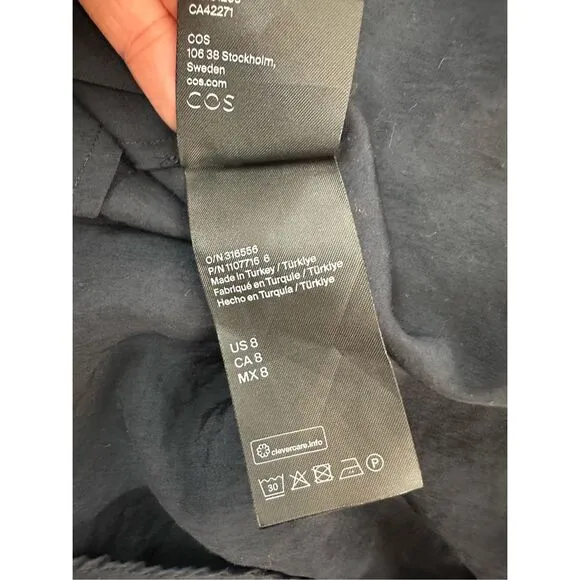 CA42271
COS
106 38 Stockholm,
Sweden
cos.com
COS
O/N 316556
P/N 1107716 6
Made in Turkey / Türkiye
Fabriqué en Turquie / Türkiye
Hecho en Turquía / Türkiye
US 8
CA 8
MX 8
clevercare.info
30
P